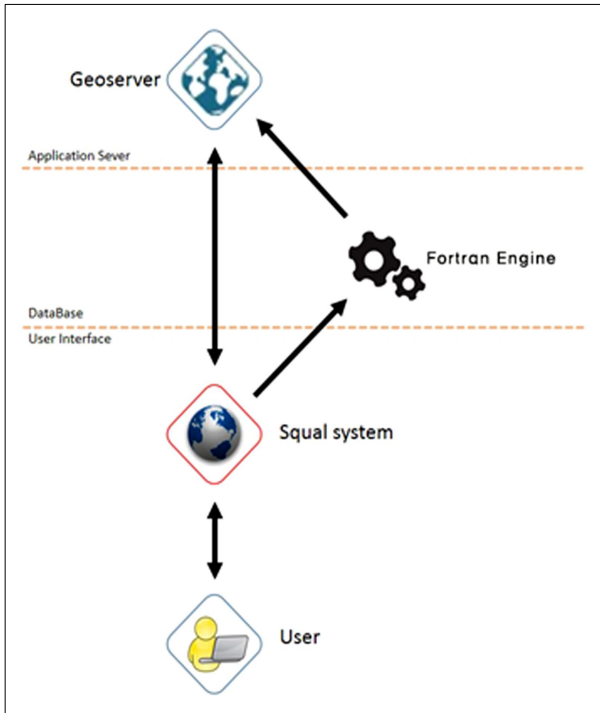 Geoserver
Application Sever
Fortran Engine
DataBase
User Interface
Squal system
User